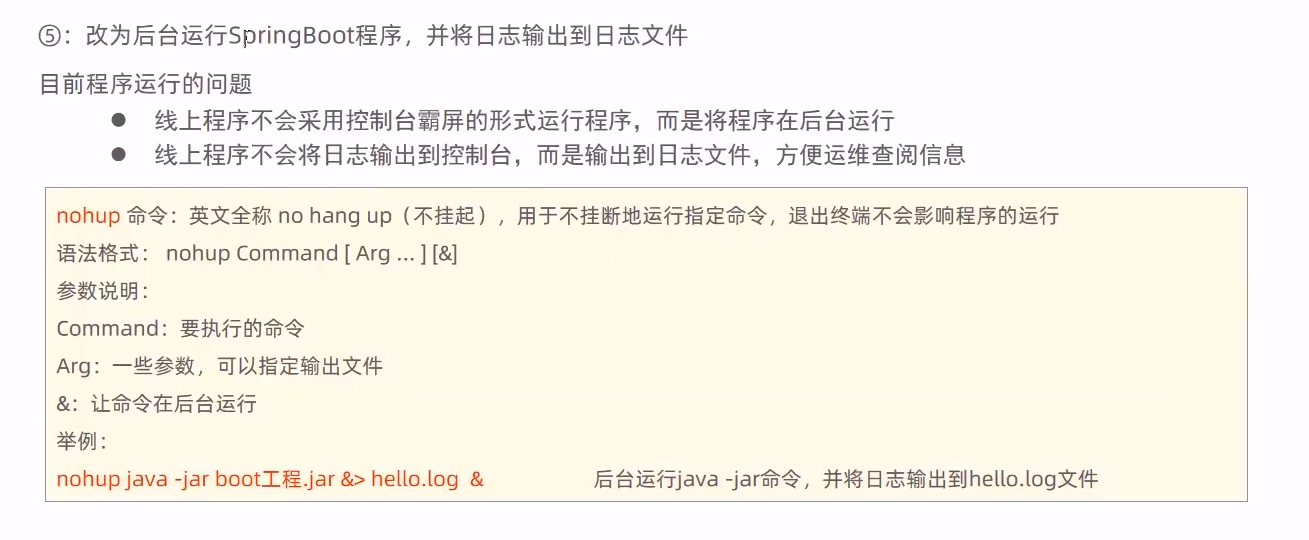 ⑤：改为后台运行SpringBoot程序，并将日志输出到日志文件
目前程序运行的问题
● 线上程序不会采用控制台霸屏的形式运行程序，而是将程序在后台运行
● 线上程序不会将日志输出到控制台，而是输出到日志文件，方便运维查阅信息
nohup 命令：英文全称 no hang up（不挂起），用于不挂断地运行指定命令，退出终端不会影响程序的运行
语法格式： nohup Command [ Arg … ] [&]
参数说明：
Command：要执行的命令
Arg：一些参数，可以指定输出文件
&：让命令在后台运行
举例：
nohup java -jar boot工程.jar &> hello.log & 后台运行java -jar命令，并将日志输出到hello.log文件